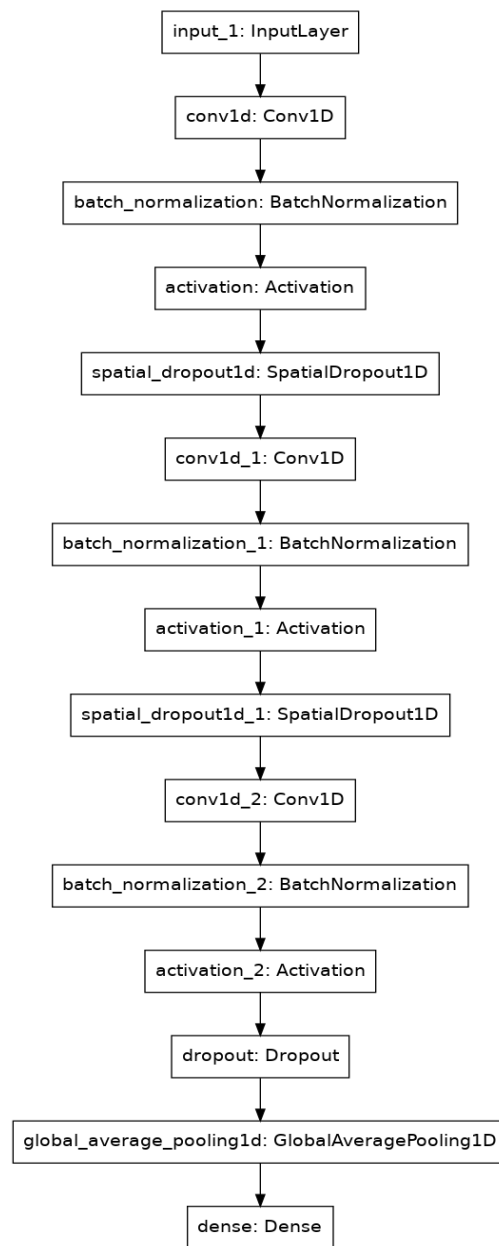 input_1: InputLayer
conv1d: Conv1D
batch_normalization: BatchNormalization
activation: Activation
spatial_dropout1d: SpatialDropout1D
conv1d_1: Conv1D
batch_normalization_1: BatchNormalization
activation_1: Activation
spatial_dropout1d_1: SpatialDropout1D
conv1d_2: Conv1D
batch_normalization_2: BatchNormalization
activation_2: Activation
dropout: Dropout
global_average_pooling1d: GlobalAveragePooling1D
dense: Dense